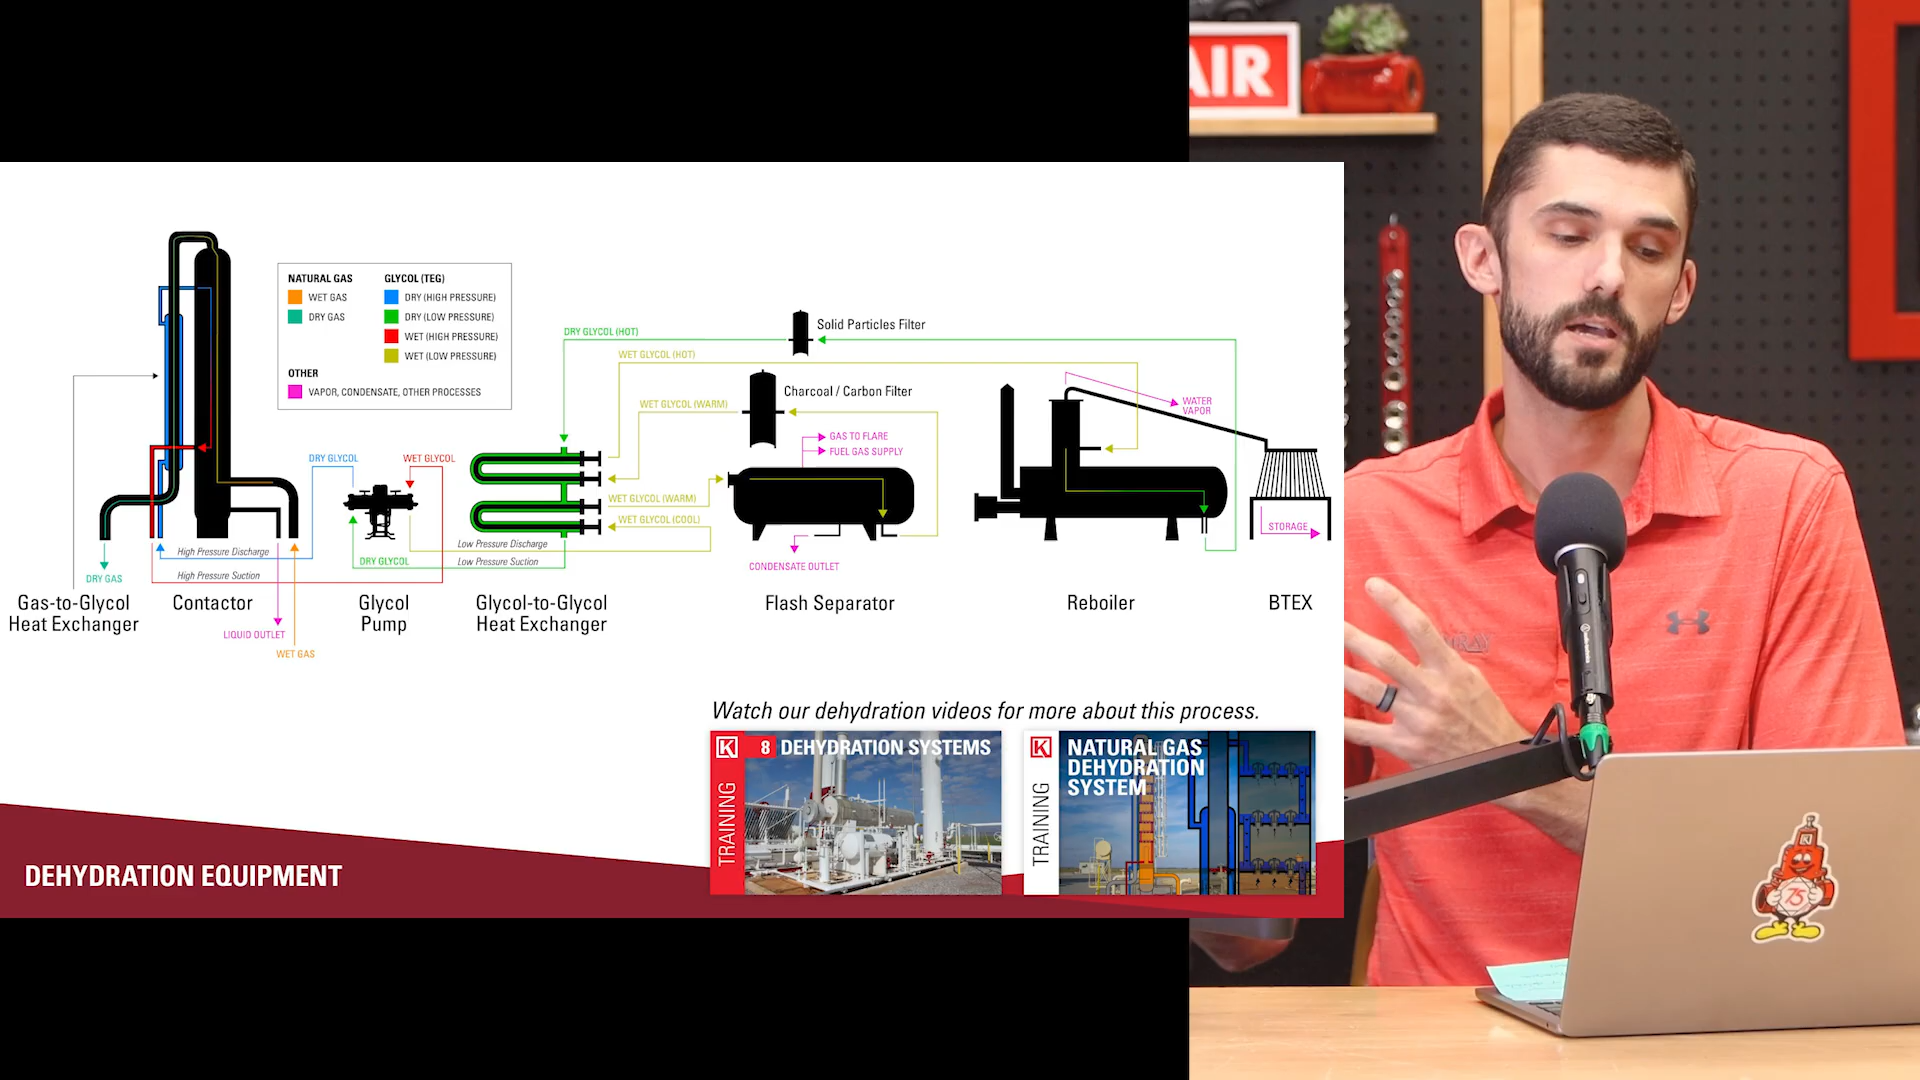 AIR
NATURAL GAS
WET GAS
DRY GAS
GLYCOL (TEG)
DRY (HIGH PRESSURE)
DRY (LOW PRESSURE)
WET (HIGH PRESSURE)
WET (LOW PRESSURE)
OTHER
VAPOR, CONDENSATE, OTHER PROCESSES
DRY GLYCOL (HOT)
Solid Particles Filter
WET GLYCOL (HOT)
Charcoal / Carbon Filter
WET GLYCOL (WARM)
GAS TO FLARE
FUEL GAS SUPPLY
WATER
VAPOR
DRY GLYCOL
WET GLYCOL
WET GLYCOL (WARM)
WET GLYCOL (COOL)
STORAGE
High Pressure Discharge
Low Pressure Discharge
DRY GLYCOL
Low Pressure Suction
CONDENSATE OUTLET
DRY GAS
High Pressure Suction
Gas-to-Glycol
Heat Exchanger
Contactor
Glycol
Pump
Glycol-to-Glycol
Heat Exchanger
Flash Separator
Reboiler
BTEX
LIQUID OUTLET
WET GAS
Watch our dehydration videos for more about this process.
K
8 DEHYDRATION SYSTEMS
TRAINING
K
NATURAL GAS
DEHYDRATION
SYSTEM
TRAINING
DEHYDRATION EQUIPMENT
75